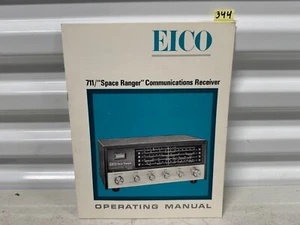 344
EICO
711/"Space Ranger" Communications Receiver
OPERATING MANUAL